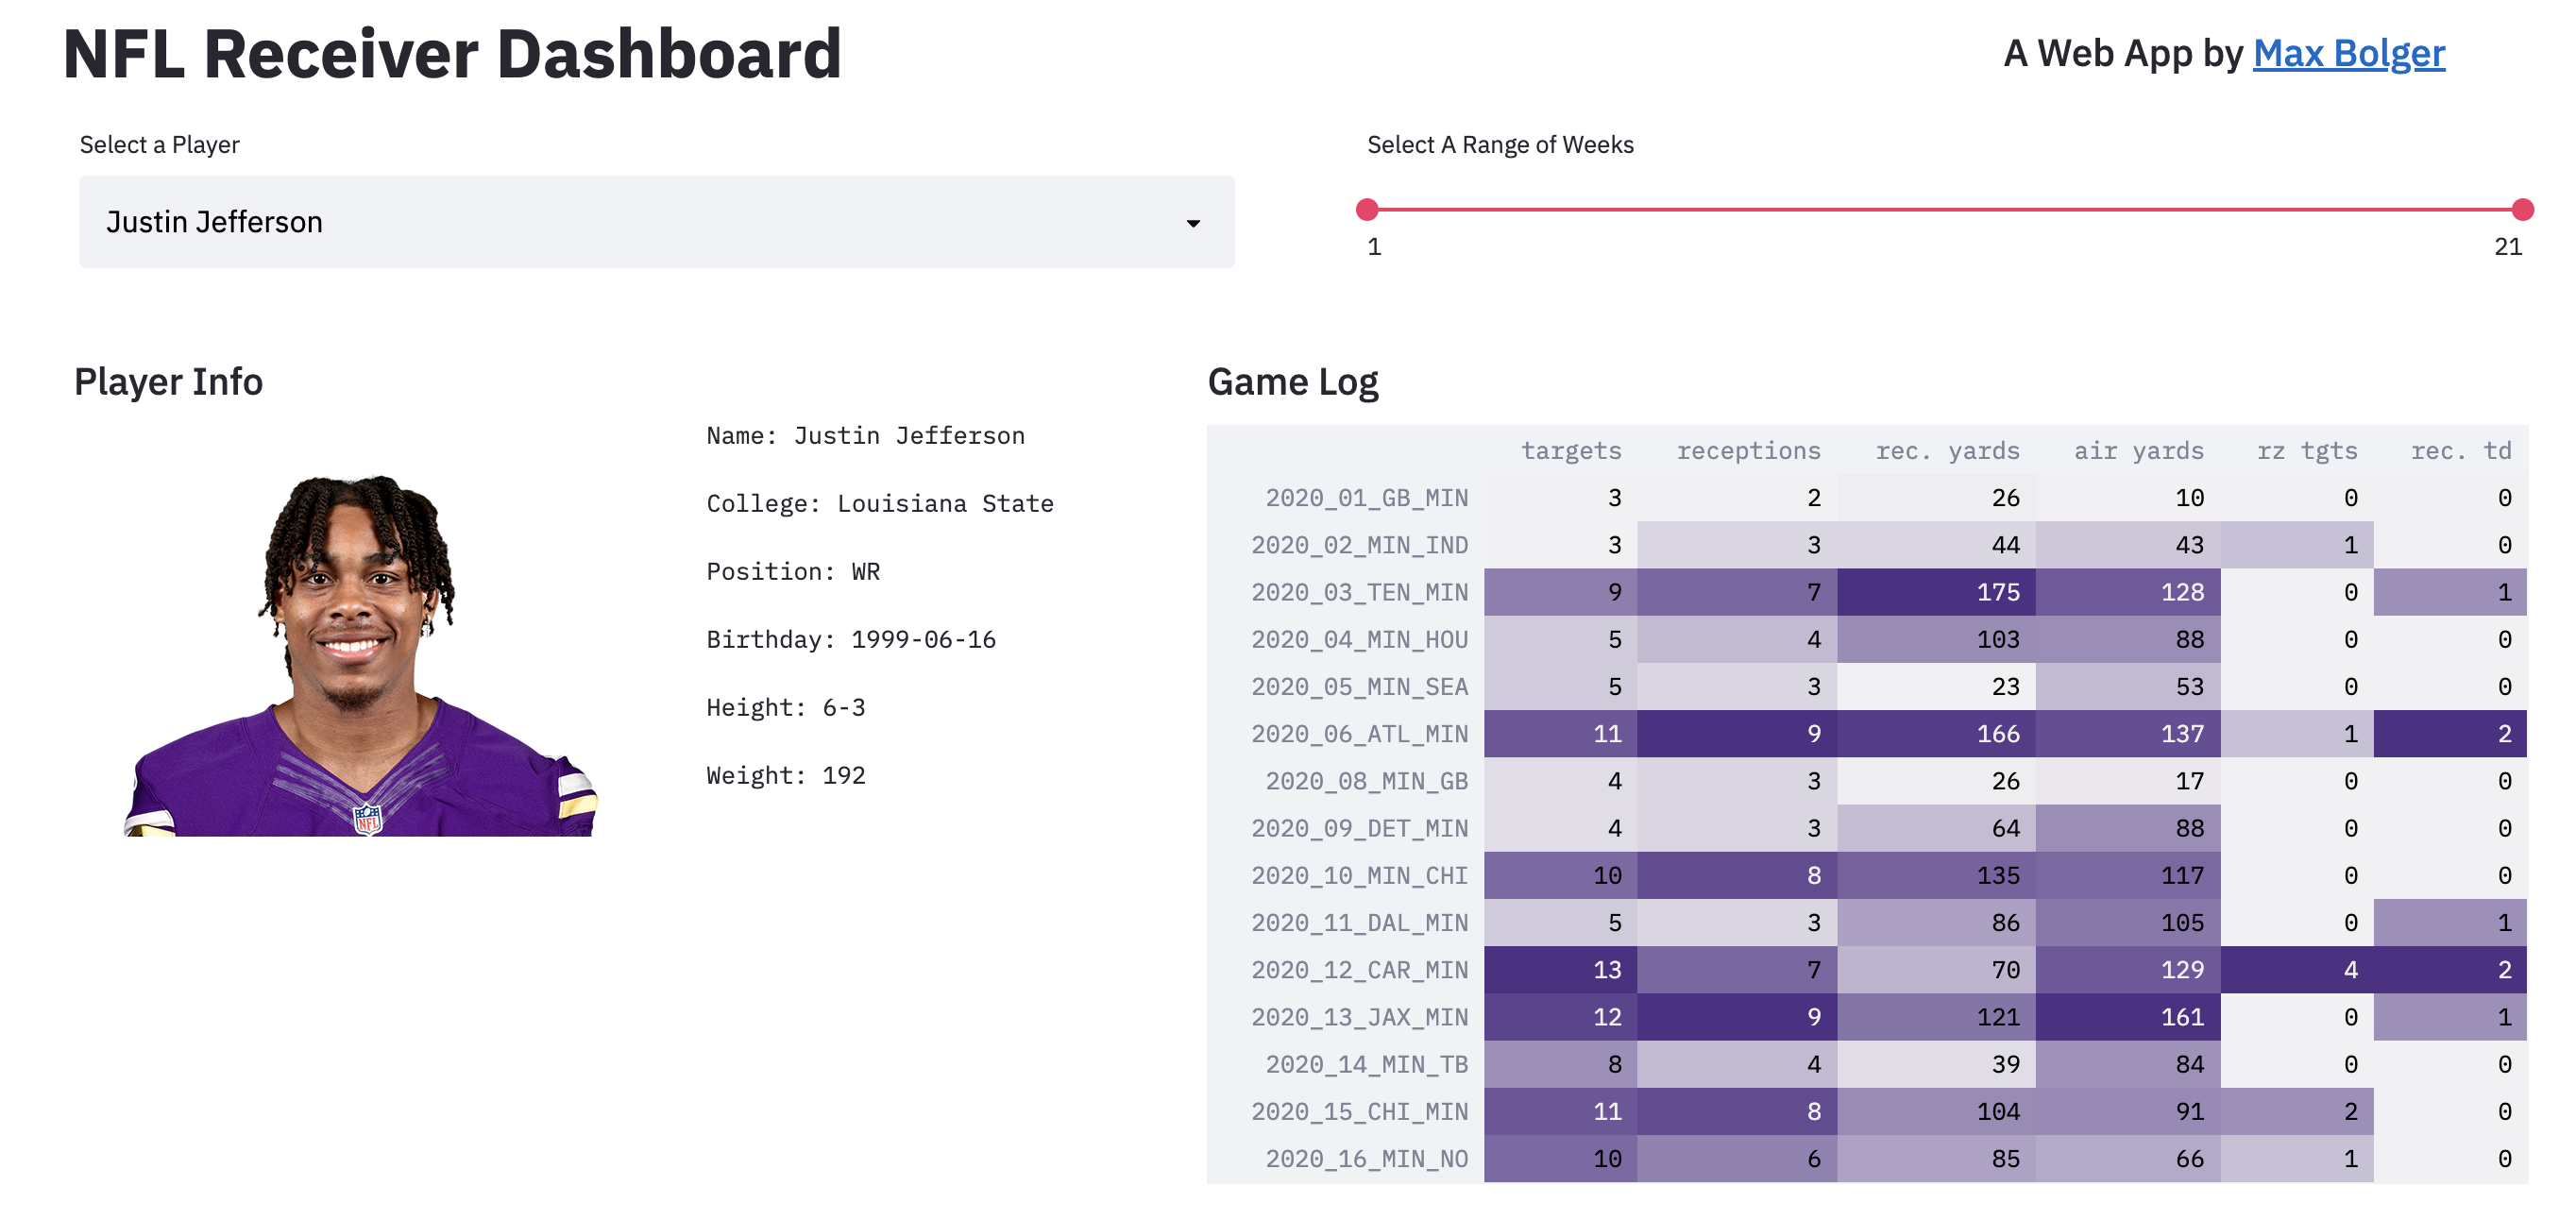 NFL Receiver Dashboard
A Web App by Max Bolger
Select a Player
Justin Jefferson
Select A Range of Weeks
1
21
Player Info
Name: Justin Jefferson
College: Louisiana State
Position: WR
Birthday: 1999-06-16
Height: 6-3
Weight: 192
NFL
Game Log
targets receptions rec. yards air yards rz tgts rec. td
2020_01_GB_MIN 3 2 26 10 0 0
2020_02_MIN_IND 3 3 44 43 1 0
2020_03_TEN_MIN 9 7 175 128 0 1
2020_04_MIN_HOU 5 4 103 88 0 0
2020_05_MIN_SEA 5 3 23 53 0 0
2020_06_ATL_MIN 11 9 166 137 1 2
2020_08_MIN_GB 4 3 26 17 0 0
2020_09_DET_MIN 4 3 64 88 0 0
2020_10_MIN_CHI 10 8 135 117 0 0
2020_11_DAL_MIN 5 3 86 105 0 1
2020_12_CAR_MIN 13 7 70 129 4 2
2020_13_JAX_MIN 12 9 121 161 0 1
2020_14_MIN_TB 8 4 39 84 0 0
2020_15_CHI_MIN 11 8 104 91 2 0
2020_16_MIN_NO 10 6 85 66 1 0